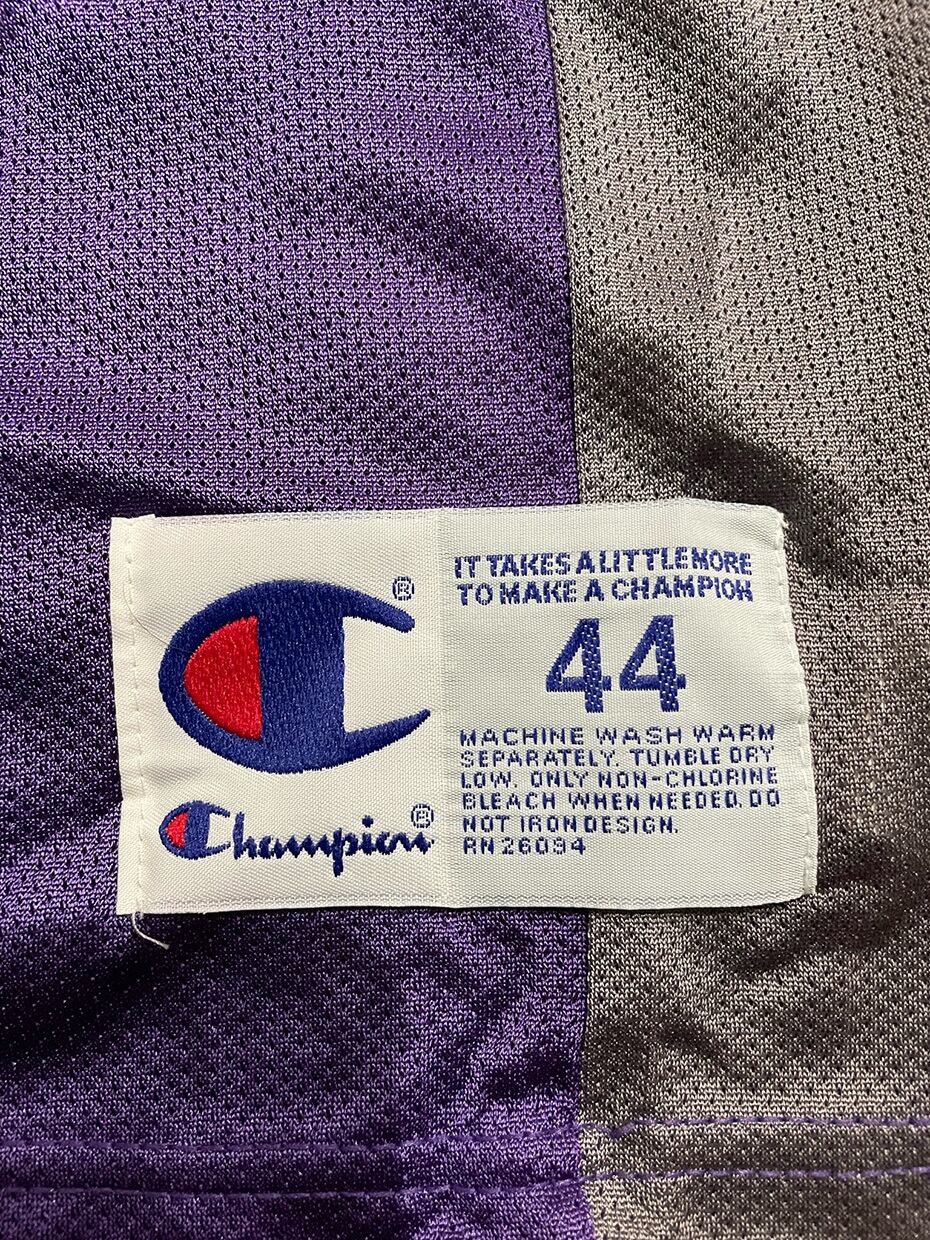 ®
Champion®
IT TAKES A LITTLE MORE
TO MAKE A CHAMPION
44
MACHINE WASH WARM
SEPARATELY. TUMBLE DRY
LOW. ONLY NON-CHLORINE
BLEACH WHEN NEEDED. DO
NOT IRON DESIGN.
RN 26094